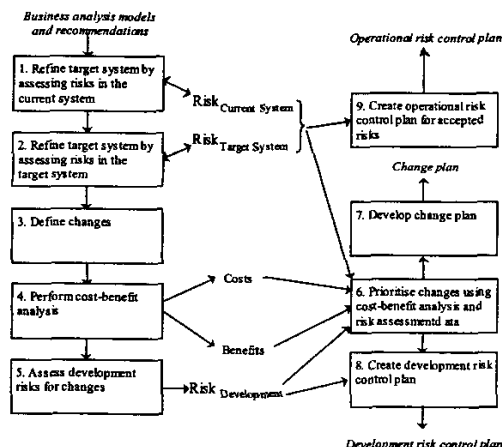 Business analysis models
and recommendations
1. Refine target system by
assessing risks in the
current system
2. Refine target system by
assessing risks in the
target system
3. Define changes
4. Perform cost-benefit
analysis
5. Assess development
risks for changes
Risk Current System
Risk Target System
Costs
Benefits
Risk Development
Operational risk control plan
9. Create operational risk
control plan for accepted
risks
Change plan
7. Develop change plan
6. Prioritise changes using
cost-benefit analysis and
risk assessmentd ata
8. Create development risk
control plan
Development risk control plan